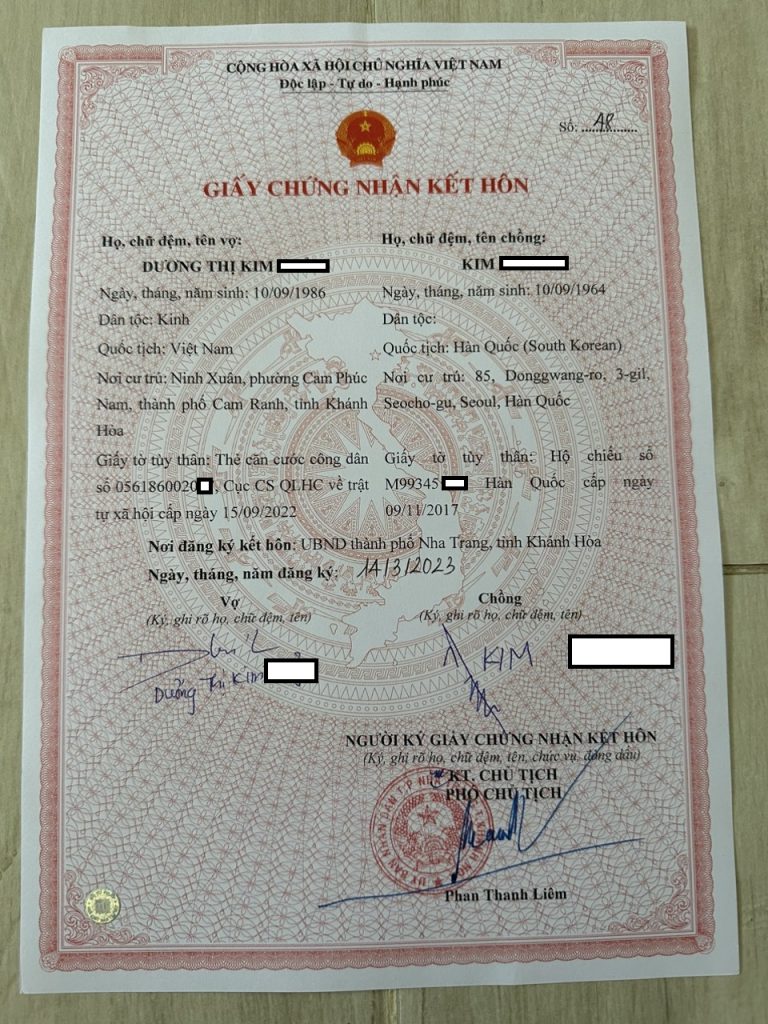 CỘNG HÒA XÃ HỘI CHỦ NGHĨA VIỆT NAM
Độc lập - Tự do - Hạnh phúc
Số: 48
GIẤY CHỨNG NHẬN KẾT HÔN
Họ, chữ đệm, tên vợ:
DƯƠNG THỊ KIM
Ngày, tháng, năm sinh: 10/09/1986
Dân tộc: Kinh
Quốc tịch: Việt Nam
Nơi cư trú: Ninh Xuân, phường Cam Phúc
Nam, thành phố Cam Ranh, tỉnh Khánh
Hòa
Giấy tờ tùy thân: Thẻ căn cước công dân
số 0561860020, Cục CS QLHC về trật
tự xã hội cấp ngày 15/09/2022
Họ, chữ đệm, tên chồng:
KIM
Ngày, tháng, năm sinh: 10/09/1964
Dân tộc:
Quốc tịch: Hàn Quốc (South Korean)
Nơi cư trú: 85, Donggwang-ro, 3-gil,
Seocho-gu, Seoul, Hàn Quốc
Giấy tờ tùy thân: Hộ chiếu số
M99345 Hàn Quốc cấp ngày
09/11/2017
Nơi đăng ký kết hôn: UBND thành phố Nha Trang, tỉnh Khánh Hòa
Ngày, tháng, năm đăng ký: 14/3/2023
Vợ
(Ký, ghi rõ họ, chữ đệm, tên)
Dương Thị Kim
Chồng
(Ký, ghi rõ họ, chữ đệm, tên)
KIM
NGƯỜI KÝ GIẤY CHỨNG NHẬN KẾT HÔN
(Ký, ghi rõ họ, chữ đệm, tên, chức vụ, đóng dấu)
KT. CHỦ TỊCH
PHÓ CHỦ TỊCH
Phan Thanh Liêm